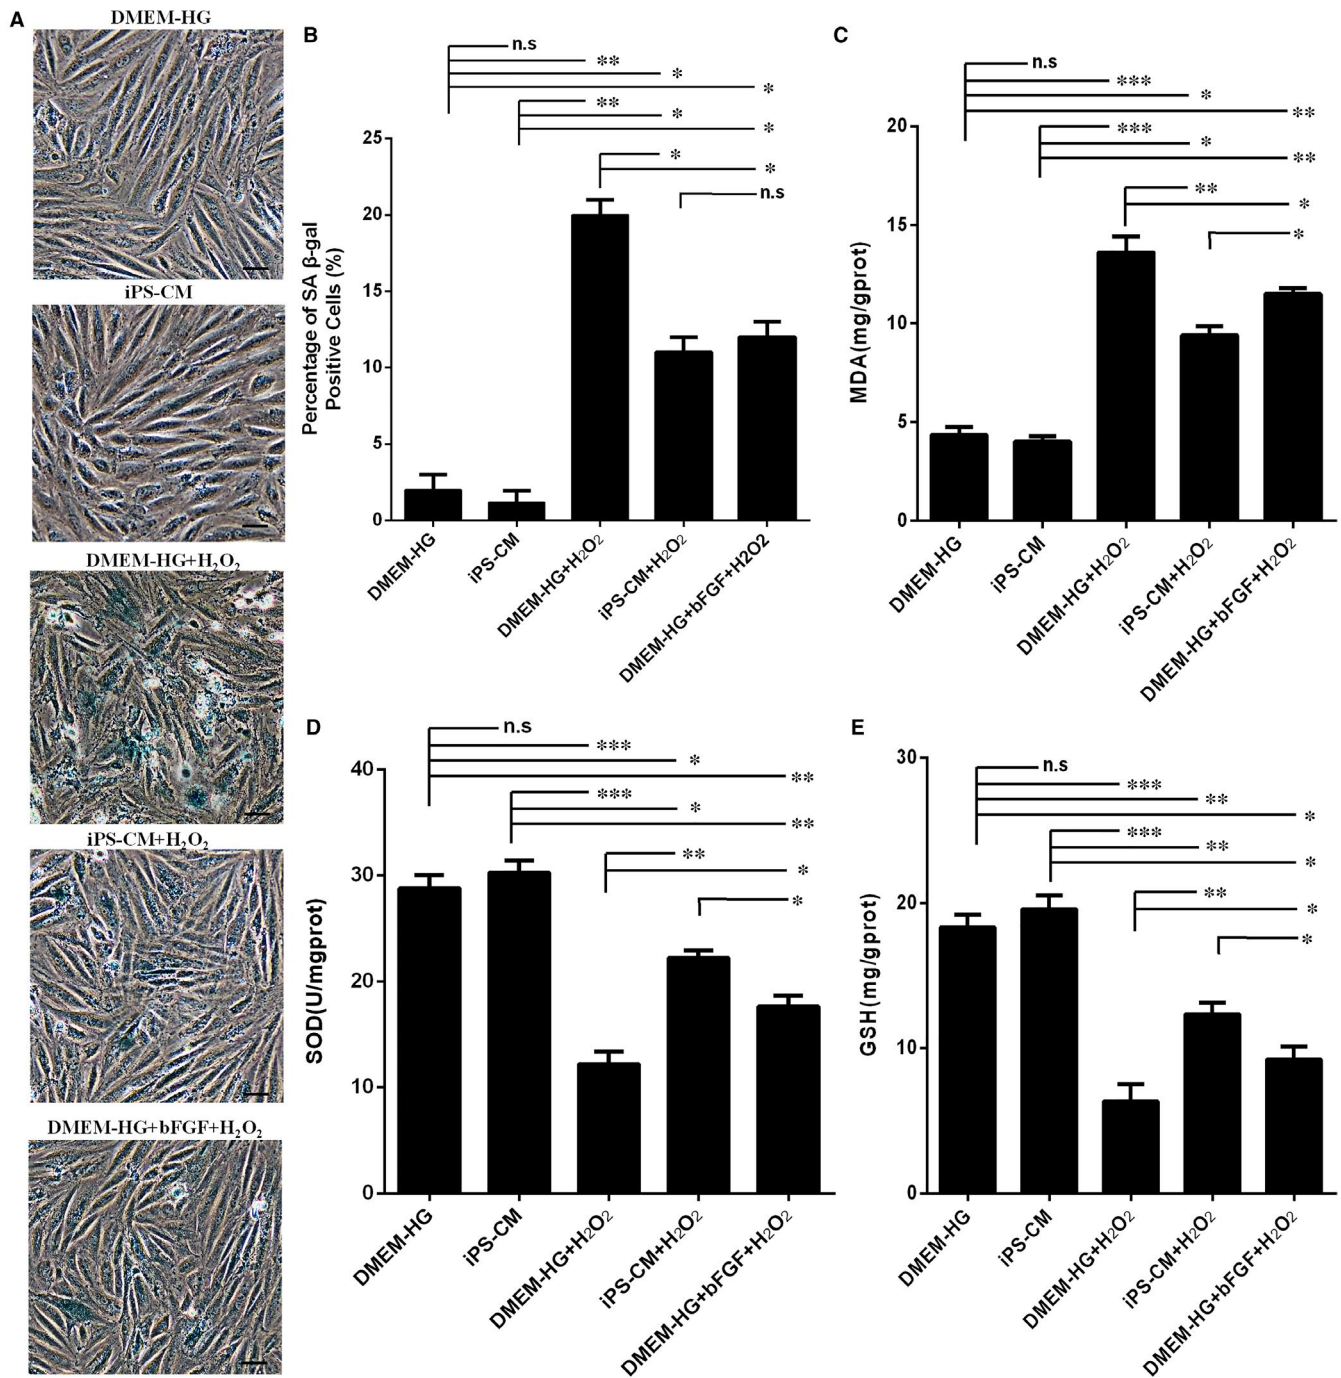 A
DMEM-HG
iPS-CM
DMEM-HG+H₂O₂
iPS-CM+H₂O₂
DMEM-HG+bFGF+H₂O₂
B
n.s
**
*
*
**
*
*
*
*
n.s
Percentage of SA β-gal
Positive Cells (%)
25
20
15
10
5
0
DMEM-HG
iPS-CM
DMEM-HG+H₂O₂
iPS-CM+H₂O₂
DMEM-HG+bFGF+H2O2
C
n.s
***
*
**
***
*
**
**
*
*
MDA(mg/gprot)
20
15
10
5
0
DMEM-HG
iPS-CM
DMEM-HG+H₂O₂
iPS-CM+H₂O₂
DMEM-HG+bFGF+H₂O₂
D
n.s
***
*
**
***
*
**
**
*
*
SOD(U/mgprot)
40
30
20
10
0
DMEM-HG
iPS-CM
DMEM-HG+H₂O₂
iPS-CM+H₂O₂
DMEM-HG+bFGF+H₂O₂
E
n.s
***
**
*
***
**
*
**
*
*
GSH(mg/gprot)
30
20
10
0
DMEM-HG
iPS-CM
DMEM-HG+H₂O₂
iPS-CM+H₂O₂
DMEM-HG+bFGF+H₂O₂